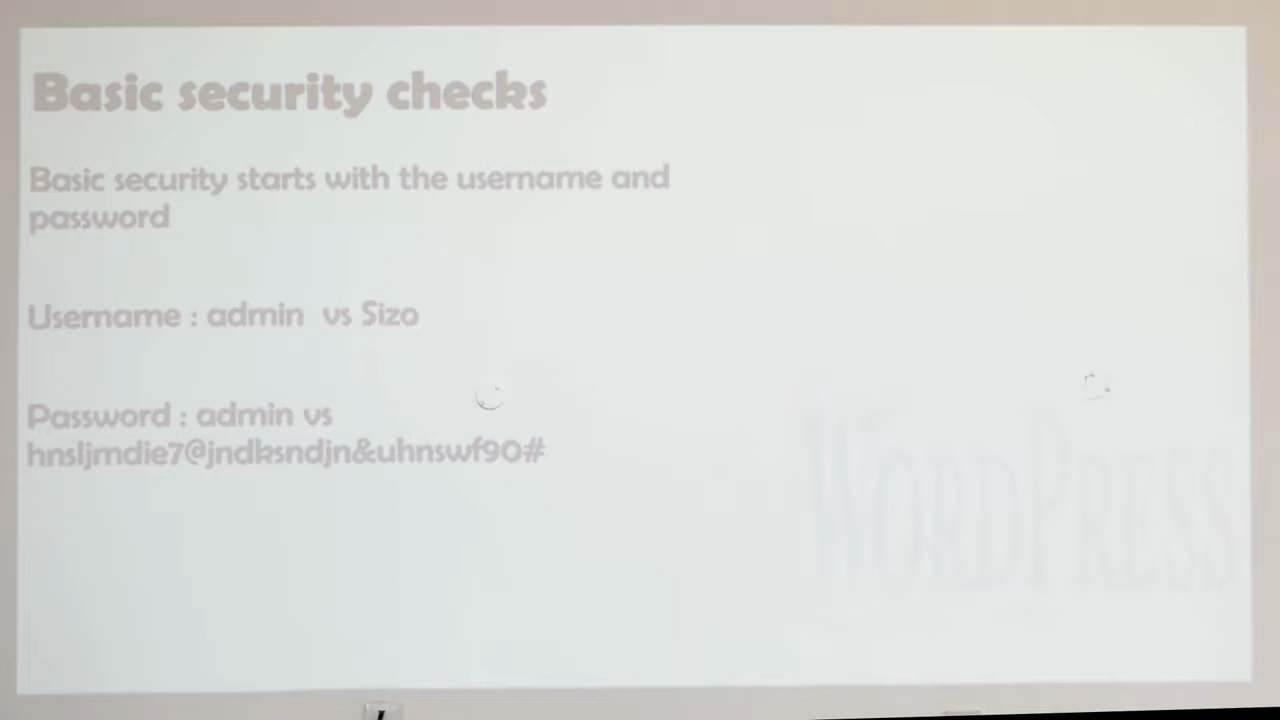 Basic security checks
Basic security starts with the username and
password
Username : admin vs Sizo
Password : admin vs
hnsljmdie7@jndksndjn&uhnswf90#
WORDPRESS